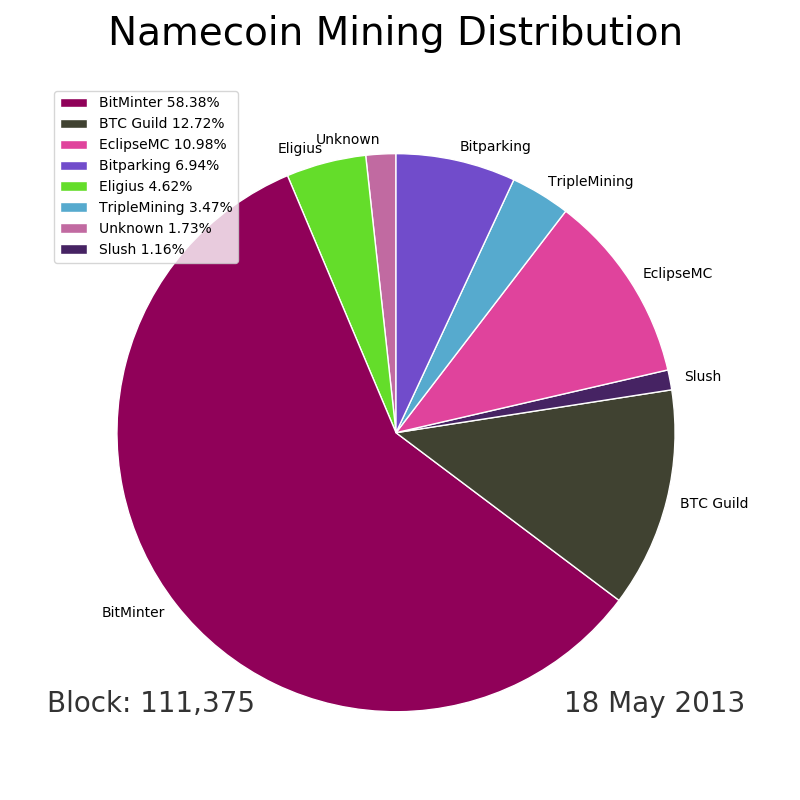 Namecoin Mining Distribution
BitMinter 58.38%
BTC Guild 12.72%
EclipseMC 10.98%
Bitparking 6.94%
Eligius 4.62%
TripleMining 3.47%
Unknown 1.73%
Slush 1.16%
Unknown
Eligius
Bitparking
TripleMining
EclipseMC
Slush
BTC Guild
BitMinter
Block: 111,375
18 May 2013